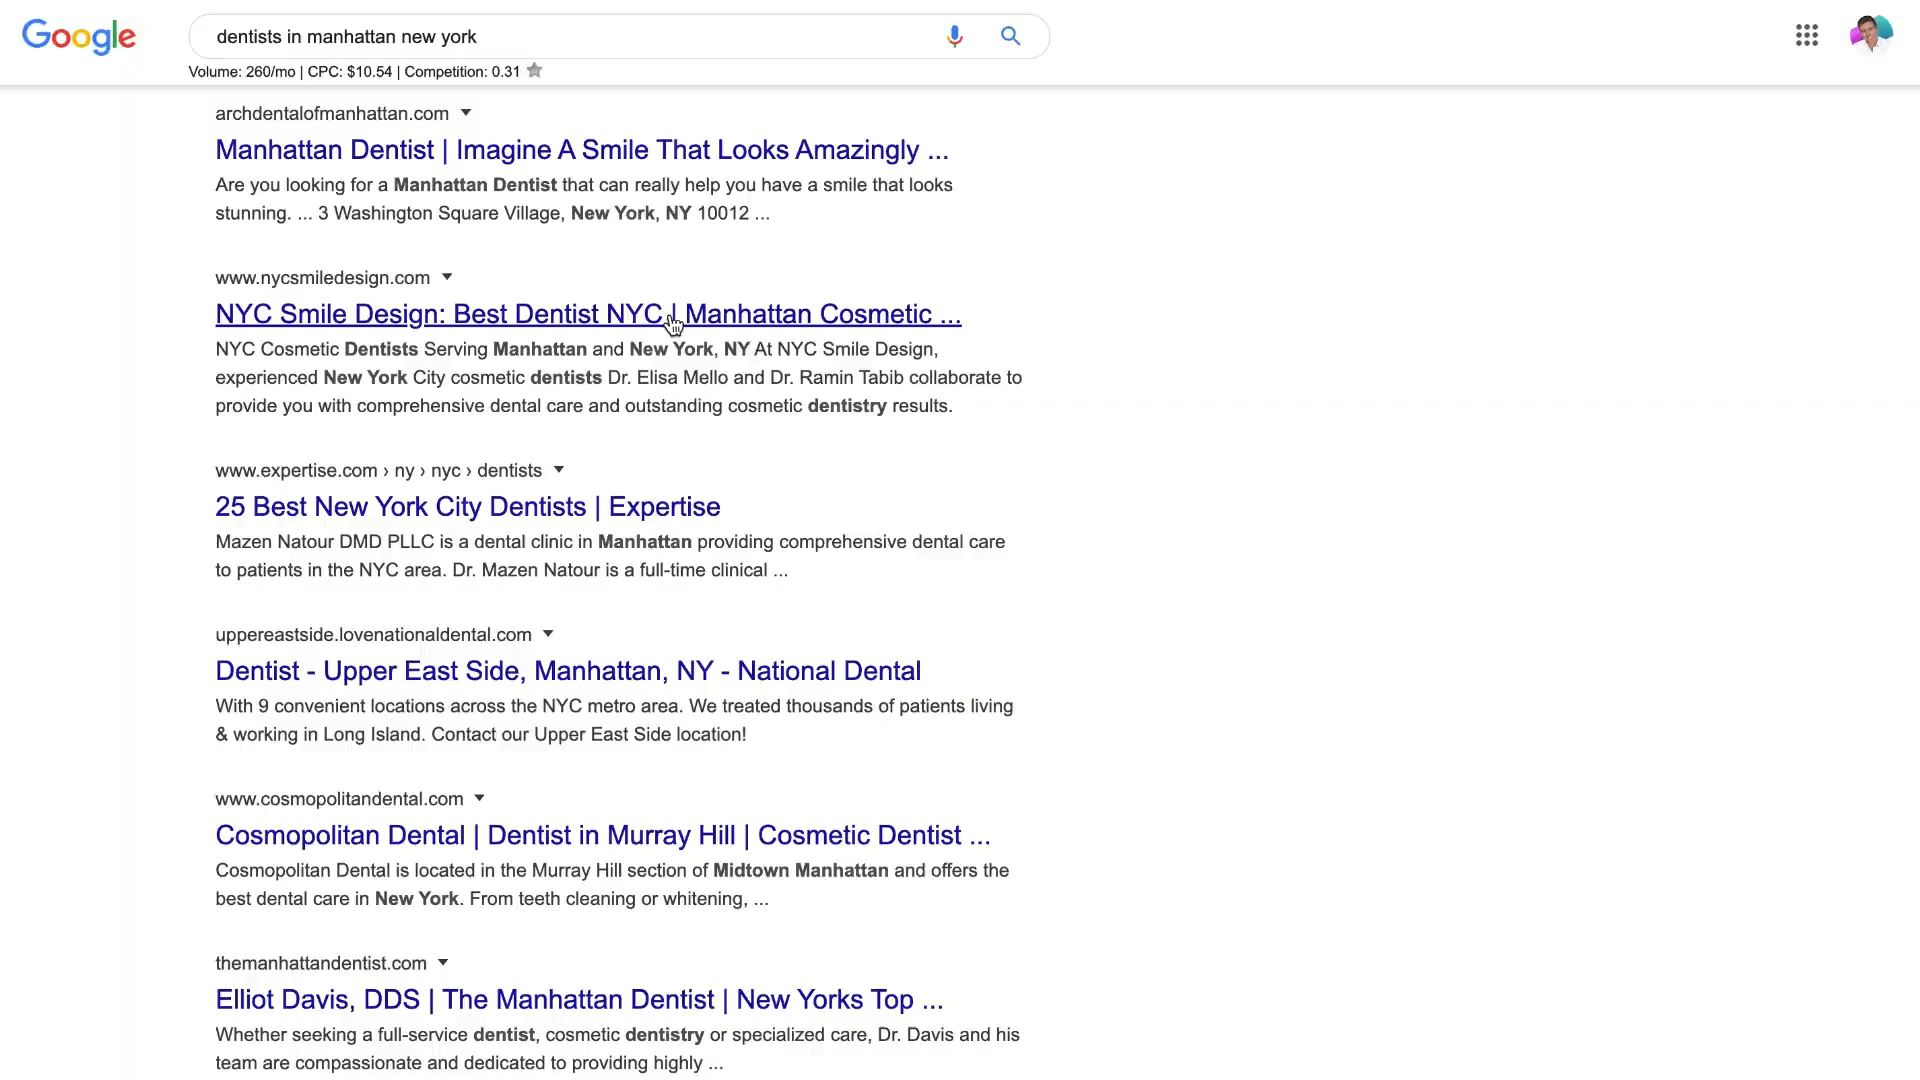 Google
dentists in manhattan new york
Volume: 260/mo | CPC: $10.54 | Competition: 0.31
archdentalofmanhattan.com
Manhattan Dentist | Imagine A Smile That Looks Amazingly ...
Are you looking for a Manhattan Dentist that can really help you have a smile that looks
stunning. ... 3 Washington Square Village, New York, NY 10012 ...
www.nycsmiledesign.com
NYC Smile Design: Best Dentist NYC | Manhattan Cosmetic ...
NYC Cosmetic Dentists Serving Manhattan and New York, NY At NYC Smile Design,
experienced New York City cosmetic dentists Dr. Elisa Mello and Dr. Ramin Tabib collaborate to
provide you with comprehensive dental care and outstanding cosmetic dentistry results.
www.expertise.com › ny › nyc › dentists
25 Best New York City Dentists | Expertise
Mazen Natour DMD PLLC is a dental clinic in Manhattan providing comprehensive dental care
to patients in the NYC area. Dr. Mazen Natour is a full-time clinical ...
uppereastside.lovenationaldental.com
Dentist - Upper East Side, Manhattan, NY - National Dental
With 9 convenient locations across the NYC metro area. We treated thousands of patients living
& working in Long Island. Contact our Upper East Side location!
www.cosmopolitandental.com
Cosmopolitan Dental | Dentist in Murray Hill | Cosmetic Dentist ...
Cosmopolitan Dental is located in the Murray Hill section of Midtown Manhattan and offers the
best dental care in New York. From teeth cleaning or whitening, ...
themanhattandentist.com
Elliot Davis, DDS | The Manhattan Dentist | New Yorks Top ...
Whether seeking a full-service dentist, cosmetic dentistry or specialized care, Dr. Davis and his
team are compassionate and dedicated to providing highly ...